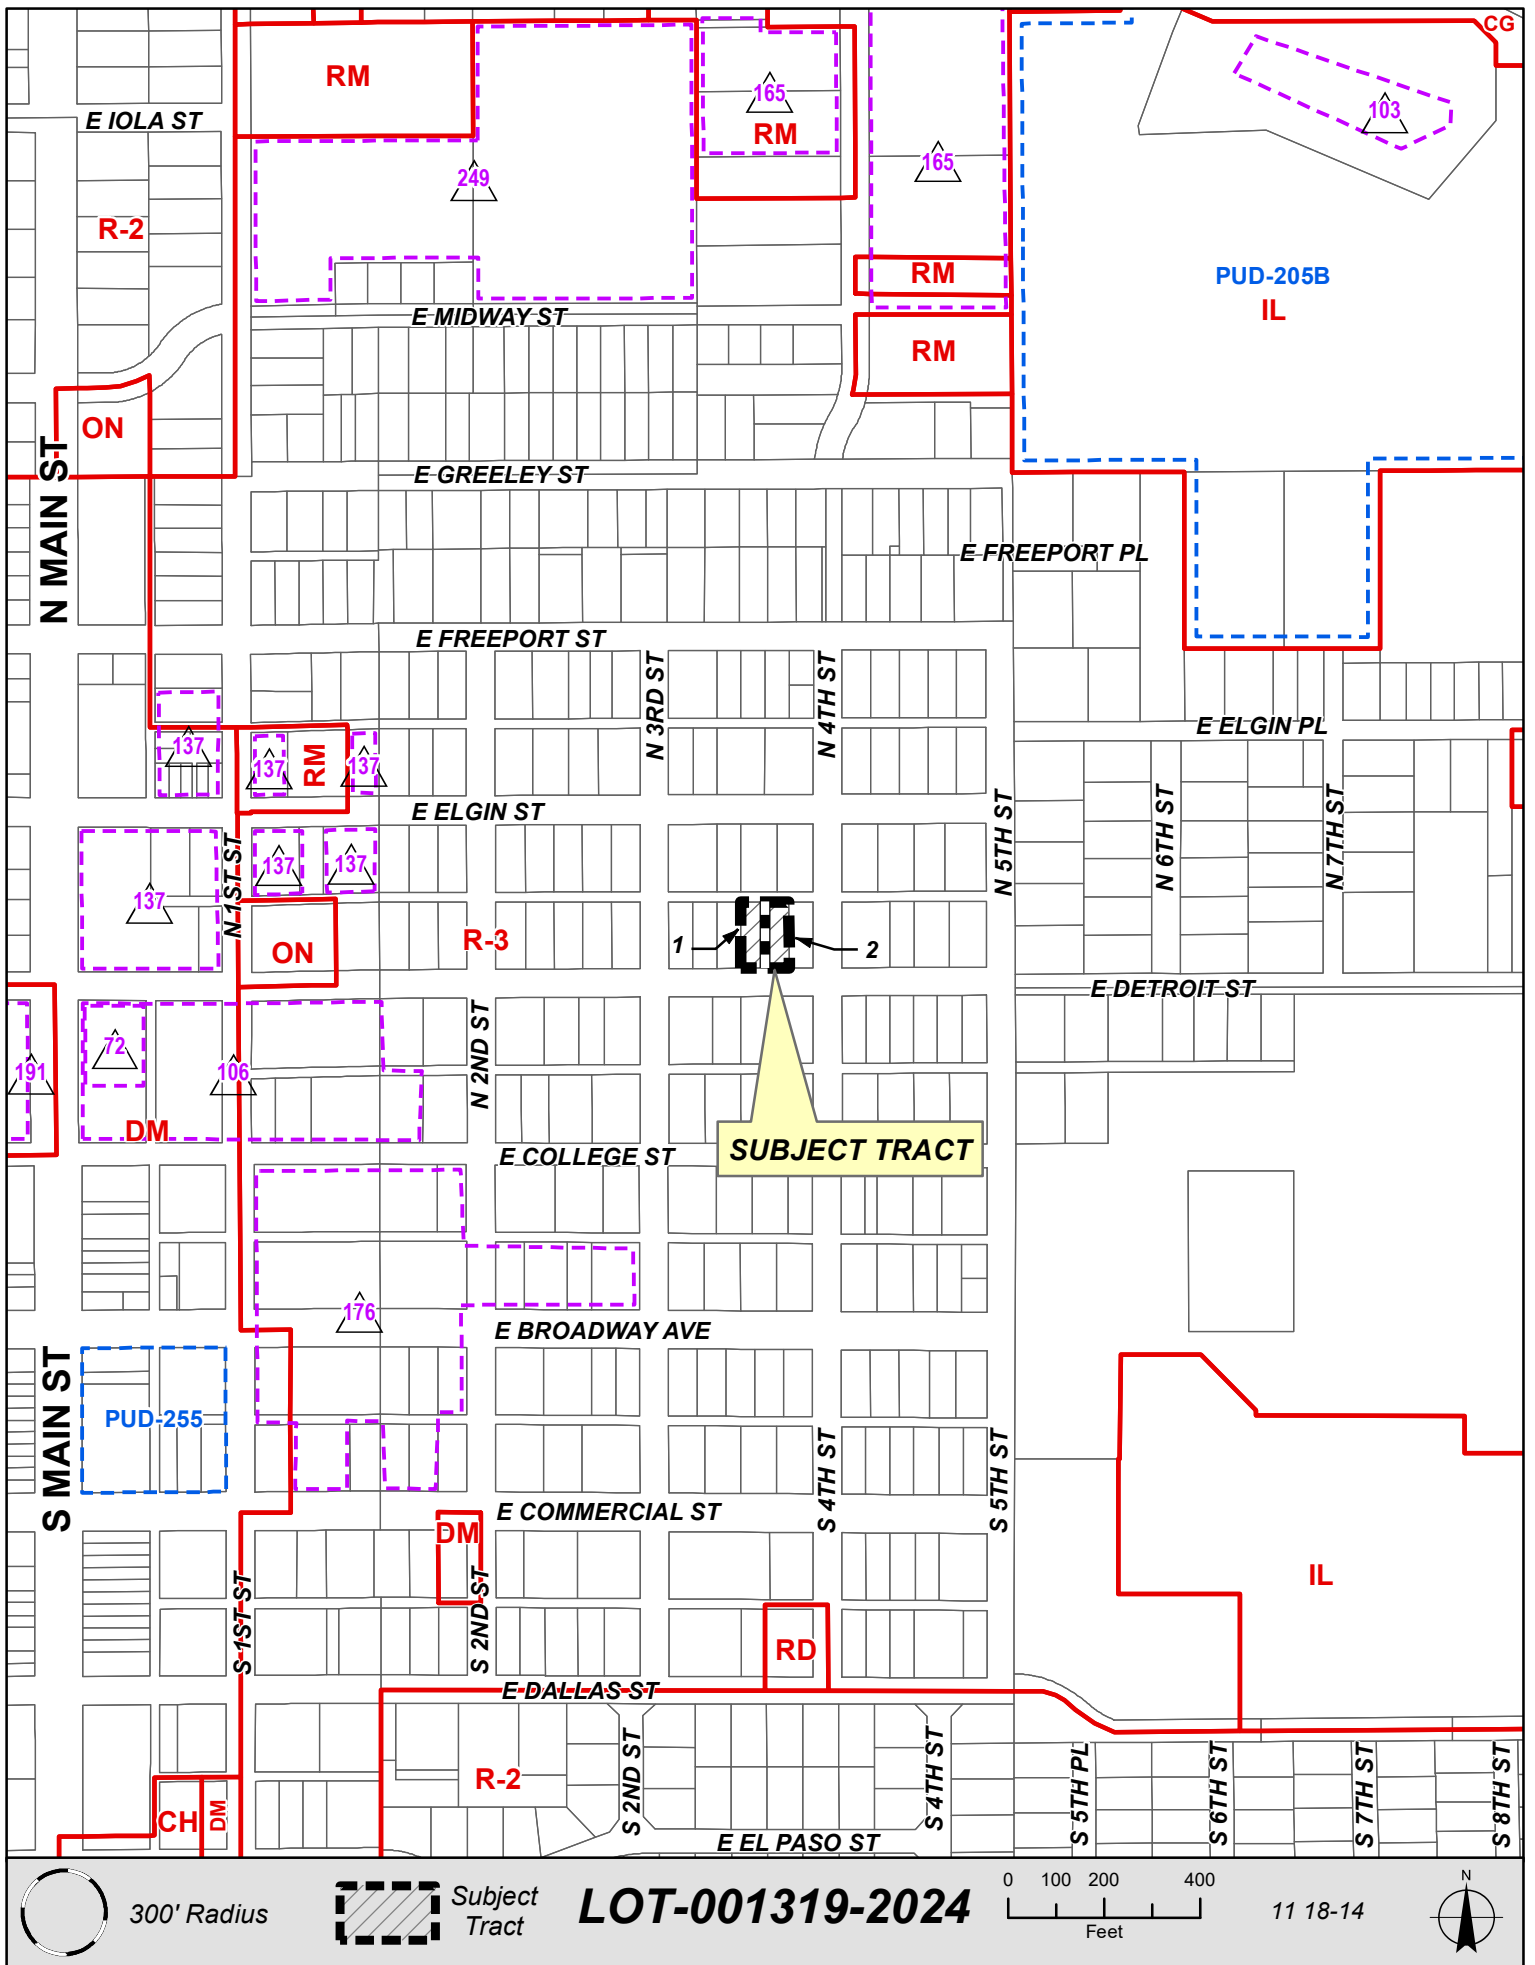 CG
RM
165
RM
103
E IOLA ST
249
165
R-2
RM
PUD-205B
IL
E MIDWAY ST
RM
ON
N MAIN ST
E GREELEY ST
E FREEPORT PL
E FREEPORT ST
N 3RD ST
N 4TH ST
E ELGIN PL
137
137
RM
137
E ELGIN ST
N 5TH ST
N 6TH ST
N 7TH ST
137
137
137
N 1ST ST
ON
R-3
1
2
E DETROIT ST
72
191
106
N 2ND ST
DM
SUBJECT TRACT
E COLLEGE ST
176
E BROADWAY AVE
S MAIN ST
PUD-255
S 4TH ST
S 5TH ST
E COMMERCIAL ST
DM
IL
S 1ST ST
S 2ND ST
RD
E DALLAS ST
R-2
S 2ND ST
S 4TH ST
S 5TH PL
S 6TH ST
S 7TH ST
S 8TH ST
CH
DM
E EL PASO ST
300' Radius
Subject
Tract
LOT-001319-2024
0 100 200 400
Feet
11 18-14
N